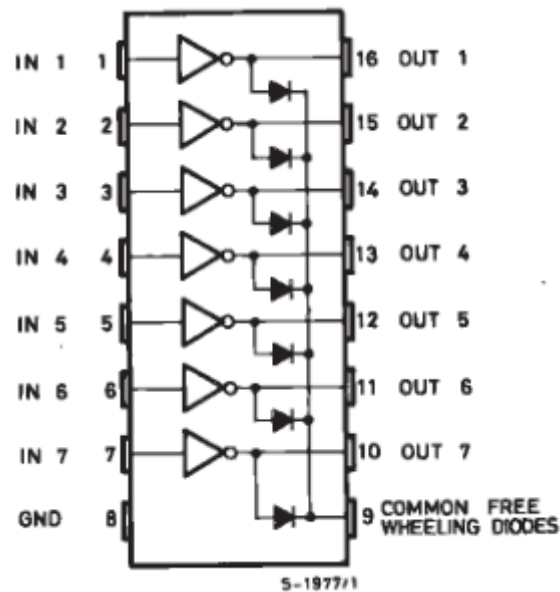 IN 1 1 16 OUT 1
IN 2 2 15 OUT 2
IN 3 3 14 OUT 3
IN 4 4 13 OUT 4
IN 5 5 12 OUT 5
IN 6 6 11 OUT 6
IN 7 7 10 OUT 7
GND 8 9 COMMON FREE
WHEELING DIODES
S-1977/1